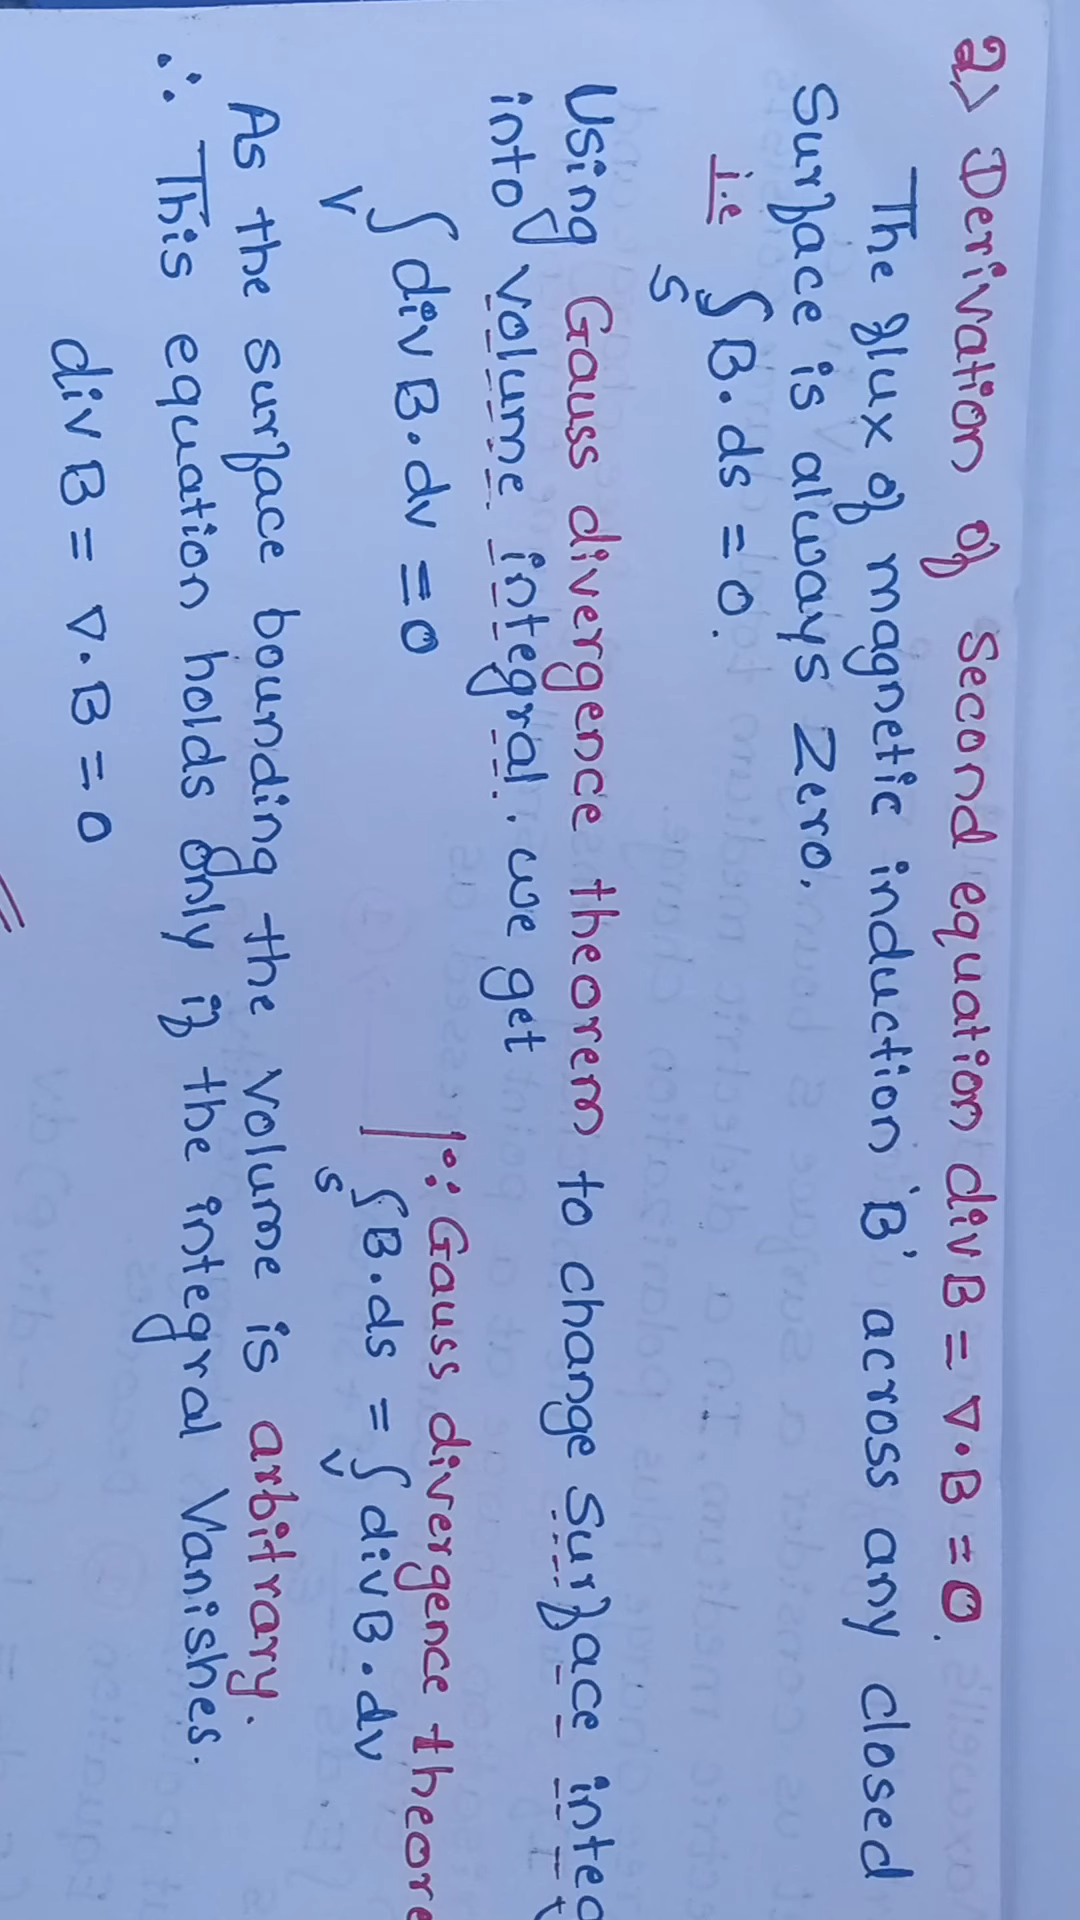 2> Derivation of second equation div B = ∇.B = 0.
The flux of magnetic induction 'B' across any closed
surface is always zero.
i.e ∫ B.ds = 0.
S
Using Gauss divergence theorem to change surface
into volume integral. we get
∫ div B.dv = 0
V
∵ Gauss divergence
∫ B.ds = ∫ div B.dv
S V
As the surface bounding the volume is arbitrary.
∴ This equation holds only if the integral vanishes.
div B = ∇.B = 0